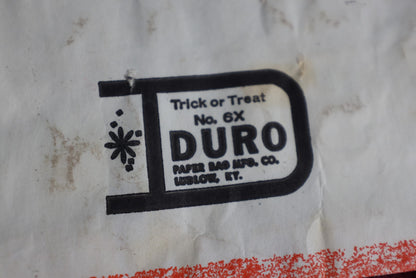 Trick or Treat
No. 6X
DURO
PAPER BAG MFG. CO.
LUDLOW, KY.